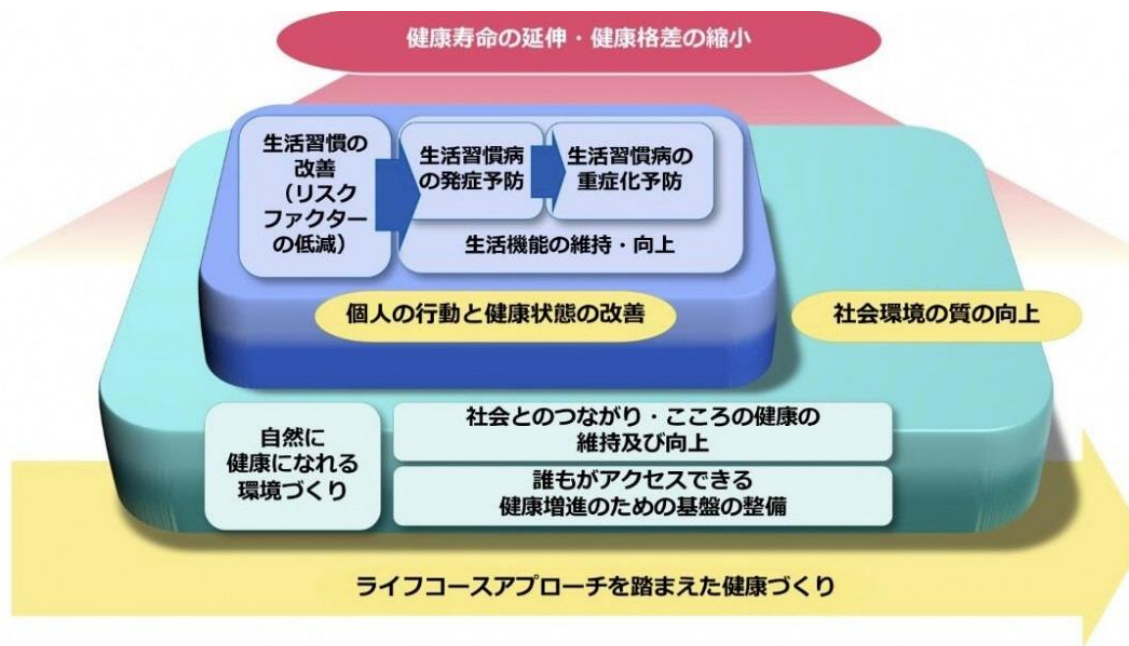 健康寿命の延伸・健康格差の縮小
生活習慣の
改善
（リスク
ファクター
の低減）
生活習慣病
の発症予防
生活習慣病の
重症化予防
生活機能の維持・向上
個人の行動と健康状態の改善
社会環境の質の向上
自然に
健康になれる
環境づくり
社会とのつながり・こころの健康の
維持及び向上
誰もがアクセスできる
健康増進のための基盤の整備
ライフコースアプローチを踏まえた健康づくり